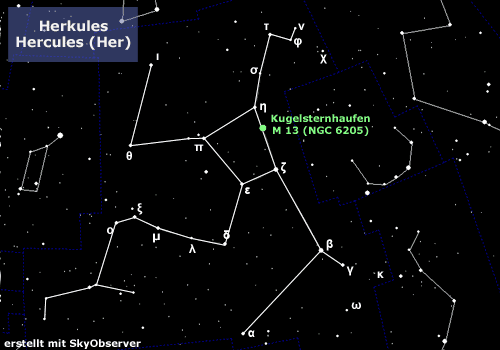 Herkules
Hercules (Her)
τ
ν
φ
χ
ι
σ
η
Kugelsternhaufen
M 13 (NGC 6205)
θ
π
ζ
ε
ξ
ο
μ
λ
δ
β
γ
κ
ω
α
erstellt mit SkyObserver